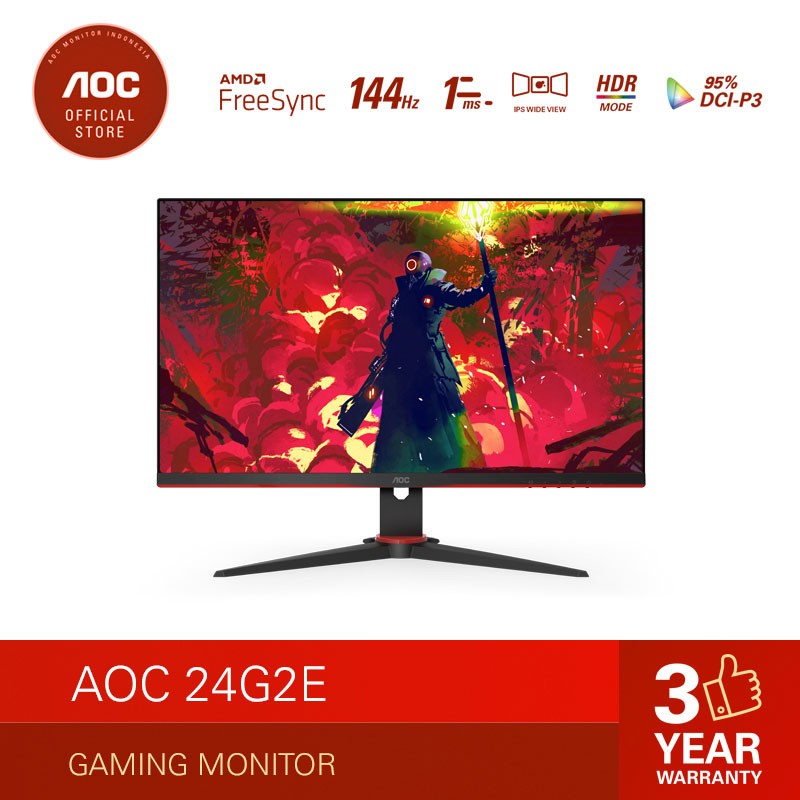 AOC MONITOR INDONESIA
AOC
OFFICIAL
STORE
AMD
FreeSync
144Hz
1ms
IPS WIDE VIEW
HDR
MODE
95%
DCI-P3
AOC
AOC 24G2E
GAMING MONITOR
3
YEAR
WARRANTY